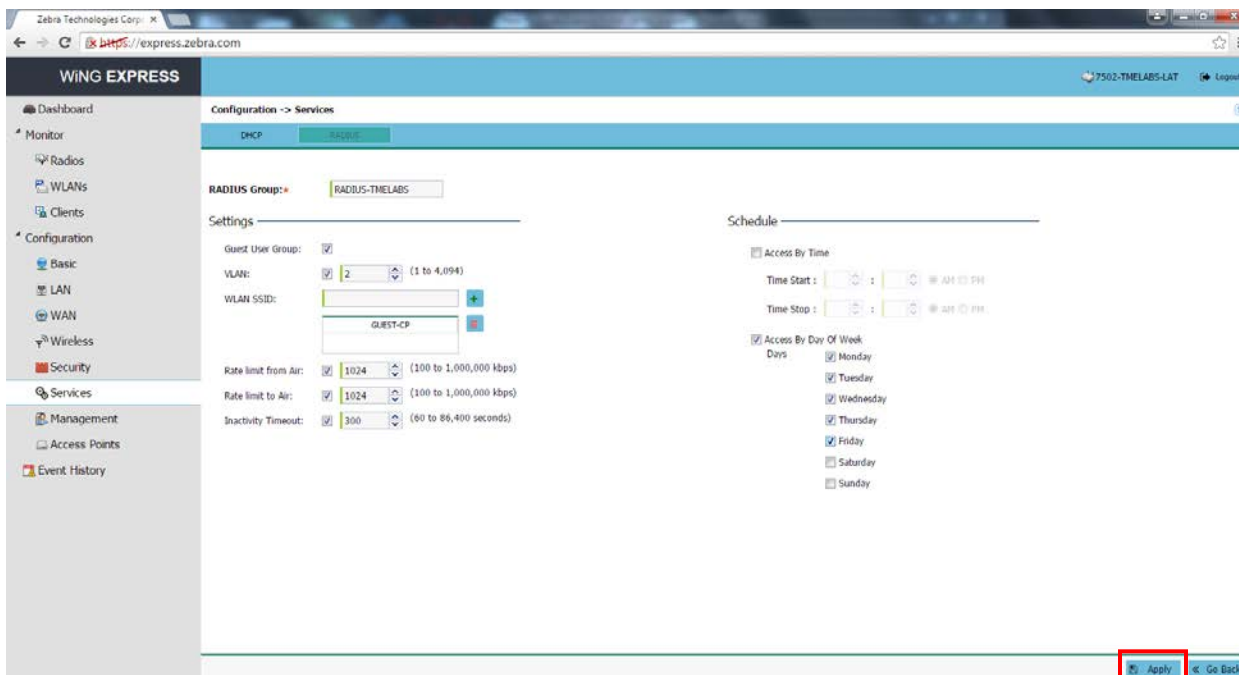 Zebra Technologies Corp
https://express.zebra.com
WiNG EXPRESS
7502-TMELABS-LAT Logout
Dashboard
Monitor
Radios
WLANs
Clients
Configuration
Basic
LAN
WAN
Wireless
Security
Services
Management
Access Points
Event History
Configuration -> Services
DHCP RADIUS
RADIUS Group:* RADIUS-TMELABS
Settings
Guest User Group:
VLAN: 2 (1 to 4,094)
WLAN SSID:
GUEST-CP
Rate limit from Air: 1024 (100 to 1,000,000 kbps)
Rate limit to Air: 1024 (100 to 1,000,000 kbps)
Inactivity Timeout: 300 (60 to 86,400 seconds)
Schedule
Access By Time
Time Start : : AM PM
Time Stop : : AM PM
Access By Day Of Week
Days Monday
Tuesday
Wednesday
Thursday
Friday
Saturday
Sunday
Apply << Go Back